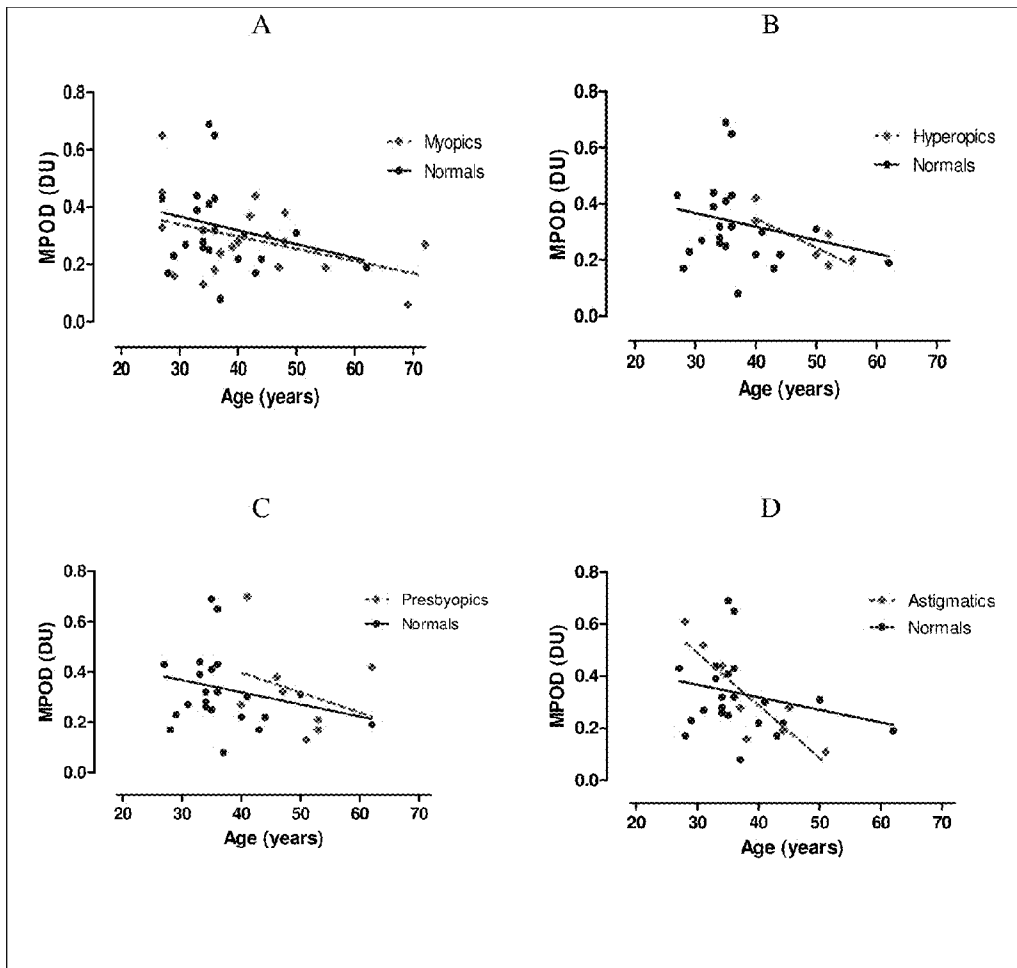 A
0.8
0.6
0.4
0.2
0.0
MPOD (DU)
Myopics
Normals
20 30 40 50 60 70
Age (years)
B
0.8
0.6
0.4
0.2
0.0
MPOD (DU)
Hyperopics
Normals
20 30 40 50 60 70
Age (years)
C
0.8
0.6
0.4
0.2
0.0
MPOD (DU)
Presbyopics
Normals
20 30 40 50 60 70
Age (years)
D
0.8
0.6
0.4
0.2
0.0
MPOD (DU)
Astigmatics
Normals
20 30 40 50 60 70
Age (years)